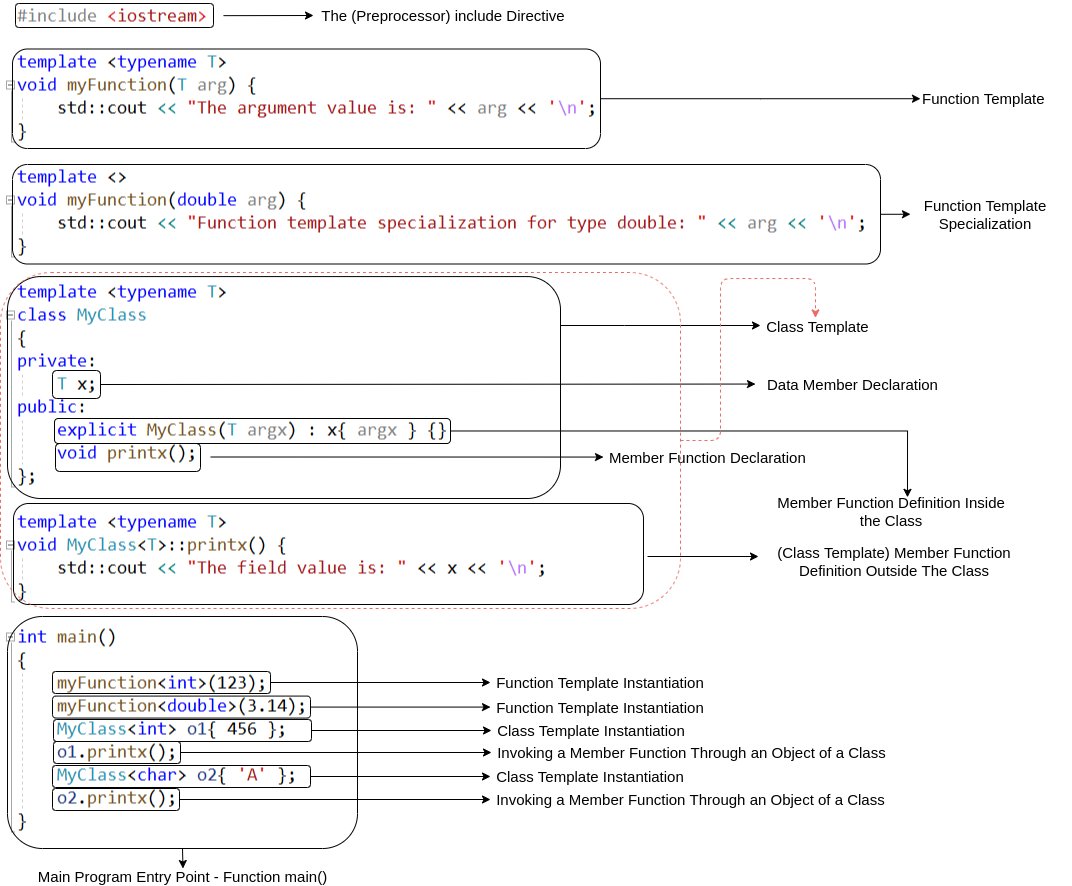 #include <iostream>
The (Preprocessor) include Directive
template <typename T>
void myFunction(T arg) {
    std::cout << "The argument value is: " << arg << '\n';
}
Function Template
template <>
void myFunction(double arg) {
    std::cout << "Function template specialization for type double: " << arg << '\n';
}
Function Template
Specialization
template <typename T>
class MyClass
{
private:
    T x;
public:
    explicit MyClass(T argx) : x{ argx } {}
    void printx();
};
Class Template
Data Member Declaration
Member Function Declaration
Member Function Definition Inside
the Class
template <typename T>
void MyClass<T>::printx() {
    std::cout << "The field value is: " << x << '\n';
}
(Class Template) Member Function
Definition Outside The Class
int main()
{
    myFunction<int>(123);
Function Template Instantiation
    myFunction<double>(3.14);
Function Template Instantiation
    MyClass<int> o1{ 456 };
Class Template Instantiation
    o1.printx();
Invoking a Member Function Through an Object of a Class
    MyClass<char> o2{ 'A' };
Class Template Instantiation
    o2.printx();
Invoking a Member Function Through an Object of a Class
}
Main Program Entry Point - Function main()